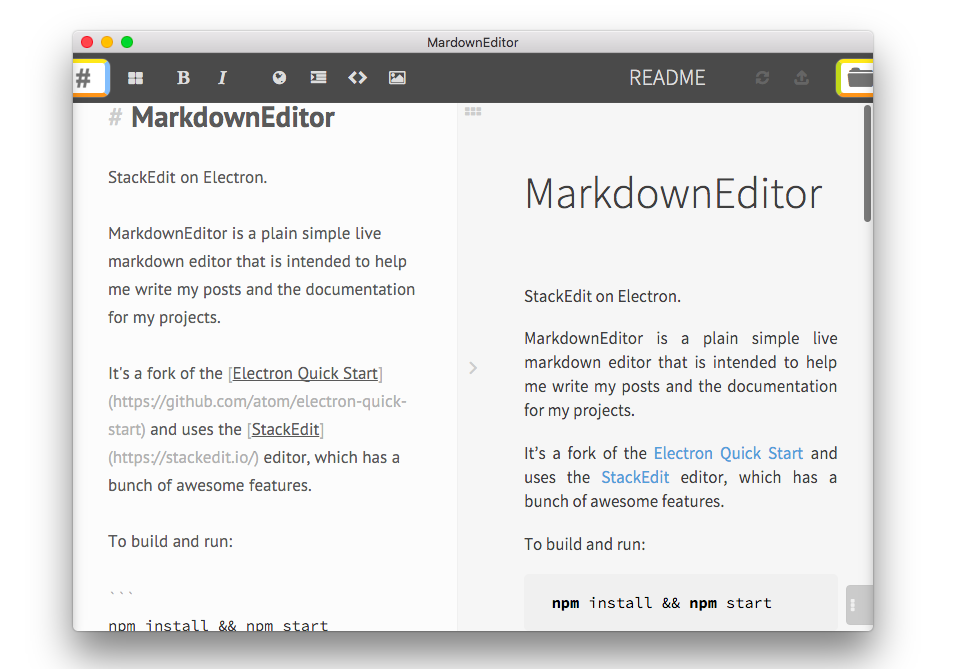 MardownEditor
#
B
I
README
# MarkdownEditor
StackEdit on Electron.
MarkdownEditor is a plain simple live
markdown editor that is intended to help
me write my posts and the documentation
for my projects.
It's a fork of the [Electron Quick Start]
(https://github.com/atom/electron-quick-
start) and uses the [StackEdit]
(https://stackedit.io/) editor, which has a
bunch of awesome features.
To build and run:
```
npm install && npm start
MarkdownEditor
StackEdit on Electron.
MarkdownEditor is a plain simple live
markdown editor that is intended to help
me write my posts and the documentation
for my projects.
It’s a fork of the Electron Quick Start and
uses the StackEdit editor, which has a
bunch of awesome features.
To build and run:
npm install && npm start